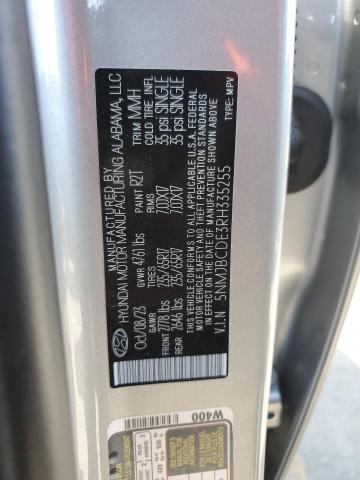 MANUFACTURED BY
HYUNDAI MOTOR MANUFACTURING ALABAMA, LLC
Oct/08/23 GVWR 4761 lbs PAINT R2T TRIM MMH
GAWR TIRES RIMS COLD TIRE INFL
FRONT 2778 lbs 235/65R17 7.0JX17 35 psi SINGLE
REAR 2646 lbs 235/65R17 7.0JX17 35 psi SINGLE
THIS VEHICLE CONFORMS TO ALL APPLICABLE U.S.A. FEDERAL
MOTOR VEHICLE SAFETY AND THEFT PREVENTION STANDARDS
IN EFFECT ON THE DATE OF MANUFACTURE SHOWN ABOVE
V.I.N: 5NMJBCDE3RH335255
TYPE: MPV
W400